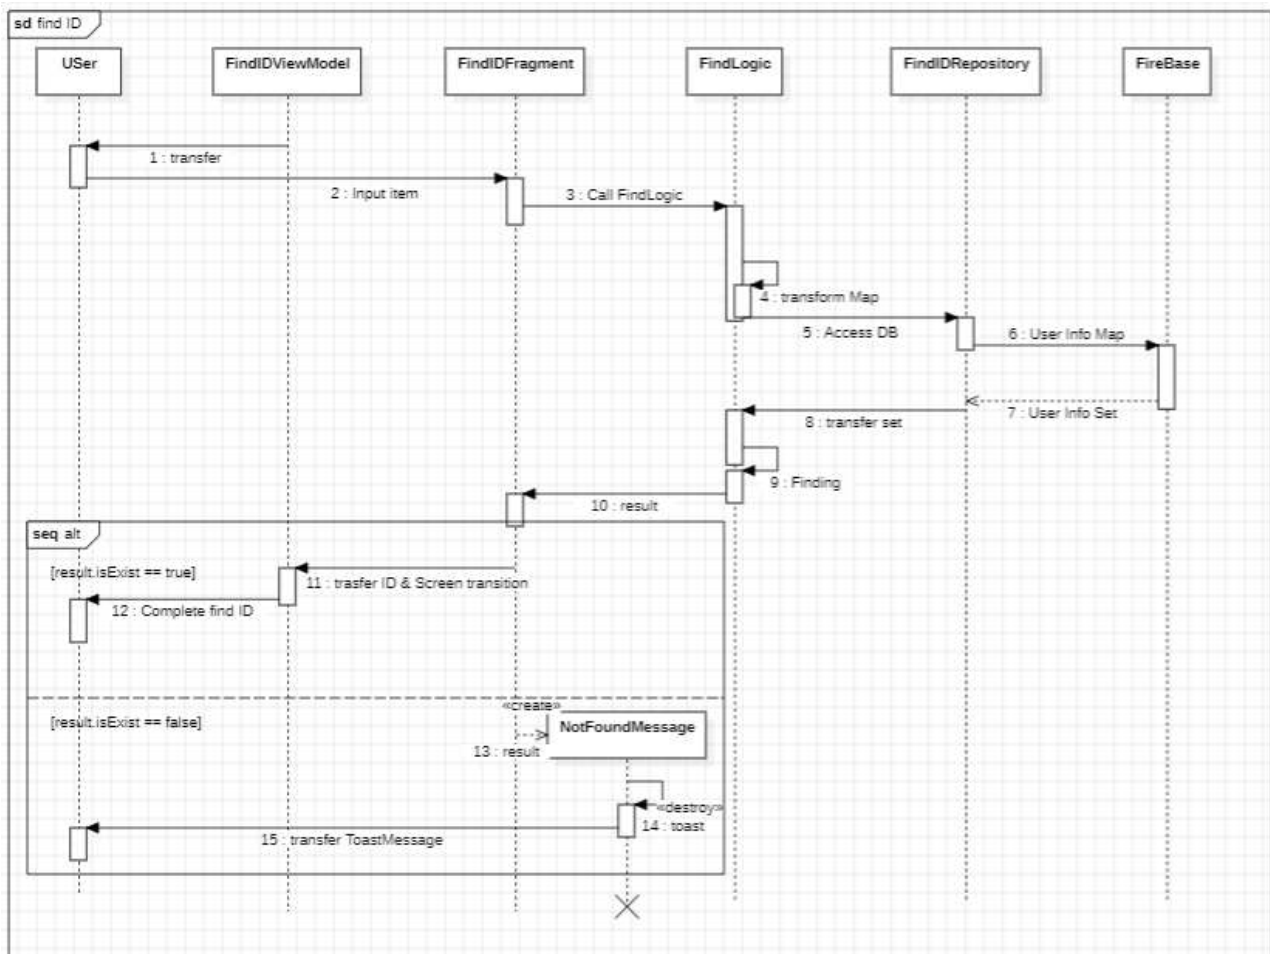 sd find ID
USer
FindIDViewModel
FindIDFragment
FindLogic
FindIDRepository
FireBase
1 : transfer
2 : Input item
3 : Call FindLogic
4 : transform Map
5 : Access DB
6 : User Info Map
7 : User Info Set
8 : transfer set
9 : Finding
10 : result
seq alt
[result.isExist == true]
11 : trasfer ID & Screen transition
12 : Complete find ID
[result.isExist == false]
«create»
NotFoundMessage
13 : result
«destroy»
14 : toast
15 : transfer ToastMessage